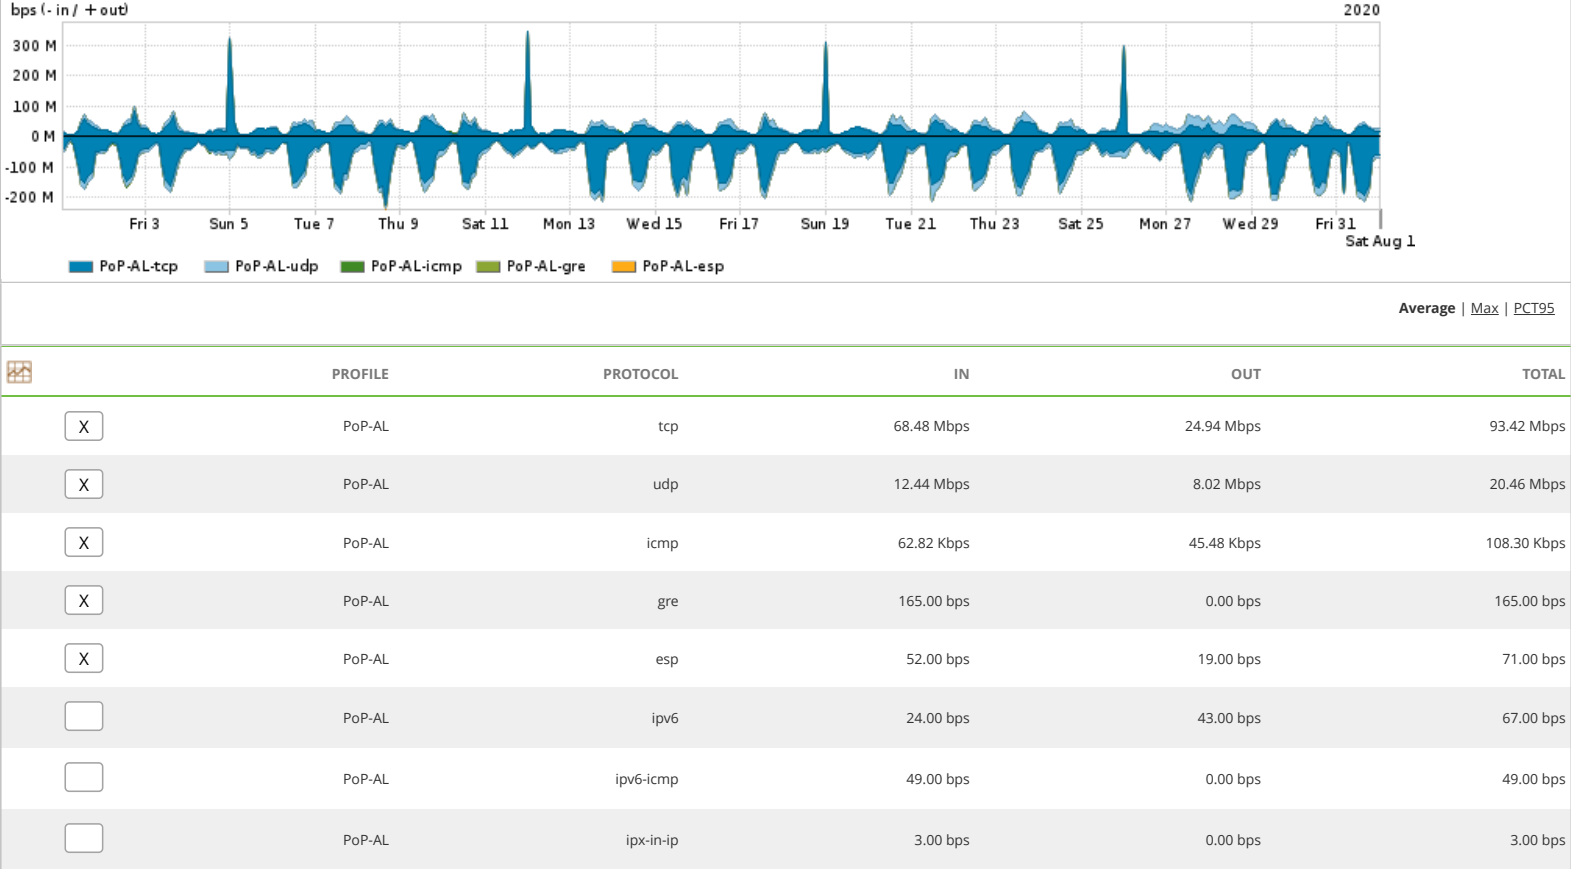 bps (- in / + out) 2020
300 M
200 M
100 M
0 M
-100 M
-200 M
Fri 3 Sun 5 Tue 7 Thu 9 Sat 11 Mon 13 Wed 15 Fri 17 Sun 19 Tue 21 Thu 23 Sat 25 Mon 27 Wed 29 Fri 31
Sat Aug 1
PoP-AL-tcp PoP-AL-udp PoP-AL-icmp PoP-AL-gre PoP-AL-esp
Average | Max | PCT95
PROFILE PROTOCOL IN OUT TOTAL
X PoP-AL tcp 68.48 Mbps 24.94 Mbps 93.42 Mbps
X PoP-AL udp 12.44 Mbps 8.02 Mbps 20.46 Mbps
X PoP-AL icmp 62.82 Kbps 45.48 Kbps 108.30 Kbps
X PoP-AL gre 165.00 bps 0.00 bps 165.00 bps
X PoP-AL esp 52.00 bps 19.00 bps 71.00 bps
PoP-AL ipv6 24.00 bps 43.00 bps 67.00 bps
PoP-AL ipv6-icmp 49.00 bps 0.00 bps 49.00 bps
PoP-AL ipx-in-ip 3.00 bps 0.00 bps 3.00 bps